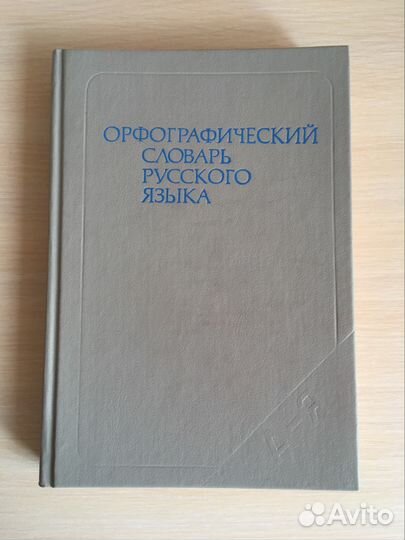 ОРФОГРАФИЧЕСКИЙ
СЛОВАРЬ
РУССКОГО
ЯЗЫКА
А–Я
Avito